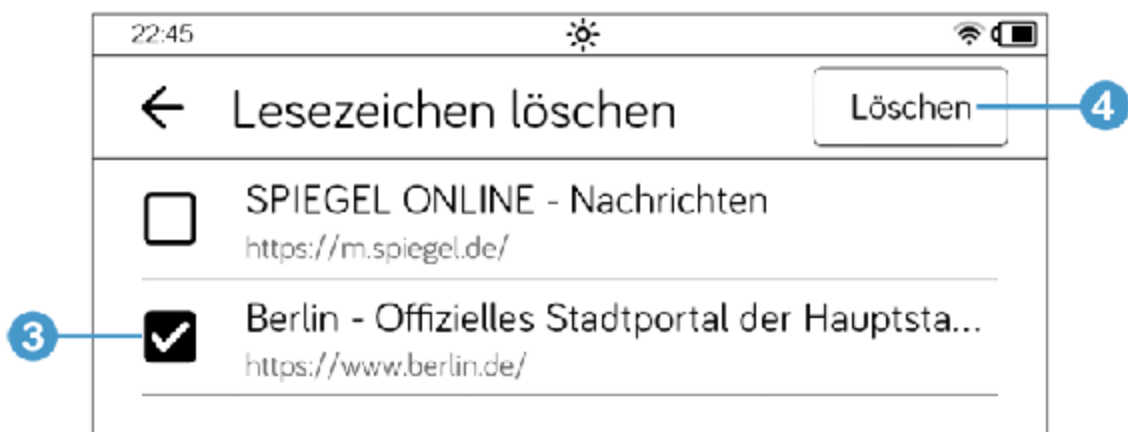 22:45
Lesezeichen löschen
Löschen
4
SPIEGEL ONLINE - Nachrichten
https://m.spiegel.de/
3
Berlin - Offizielles Stadtportal der Hauptsta...
https://www.berlin.de/